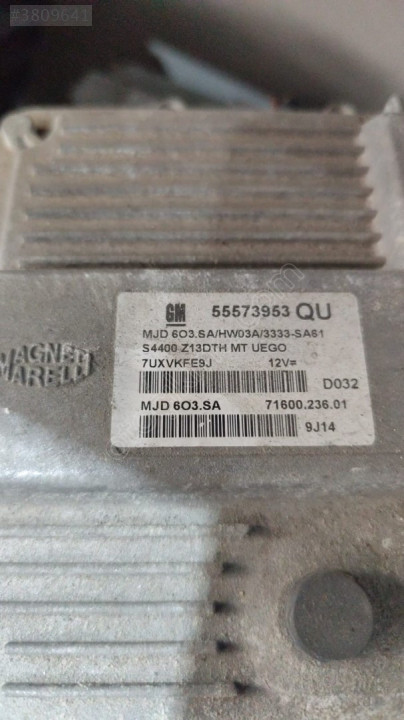 #3809641
GM 55573953 QU
MJD 6O3.SA/HW03A/3333-SA61
S4400 Z13DTH MT UEGO
7UXVKFE9J 12V=
D032
MJD 6O3.SA 71600.236.01
9J14
MAGNETI
MARELLI